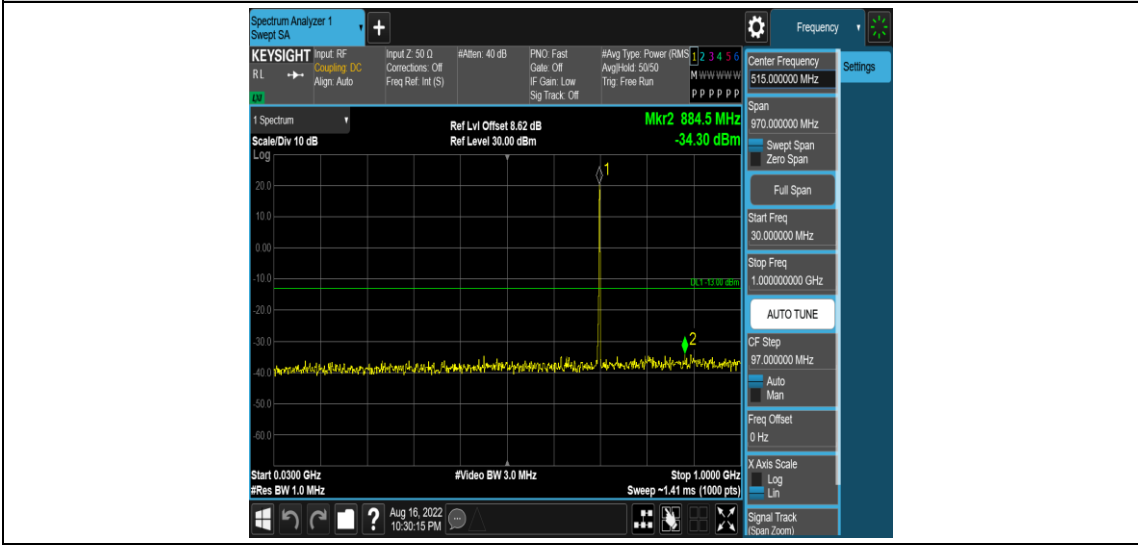 Spectrum Analyzer 1
Swept SA
+
Frequency
KEYSIGHT
RL
LXI
Input: RF
Coupling: DC
Align: Auto
Input Z: 50 Ω
Corrections: Off
Freq Ref: Int (S)
#Atten: 40 dB
PNO: Fast
Gate: Off
IF Gain: Low
Sig Track: Off
#Avg Type: Power (RMS
Avg|Hold: 50/50
Trig: Free Run
1 2 3 4 5 6
M W W W W W
P P P P P P
1 Spectrum
Scale/Div 10 dB
Log
Ref Lvl Offset 8.62 dB
Ref Level 30.00 dBm
Mkr2 884.5 MHz
-34.30 dBm
1
20.0
10.0
0.00
-10.0
DL1 -13.00 dBm
-20.0
-30.0
2
-40.0
-50.0
-60.0
Start 0.0300 GHz
#Video BW 3.0 MHz
Stop 1.0000 GHz
#Res BW 1.0 MHz
Sweep ~1.41 ms (1000 pts)
?
Aug 16, 2022
10:30:15 PM
Center Frequency
515.000000 MHz
Settings
Span
970.000000 MHz
Swept Span
Zero Span
Full Span
Start Freq
30.000000 MHz
Stop Freq
1.000000000 GHz
AUTO TUNE
CF Step
97.000000 MHz
Auto
Man
Freq Offset
0 Hz
X Axis Scale
Log
Lin
Signal Track
(Span Zoom)